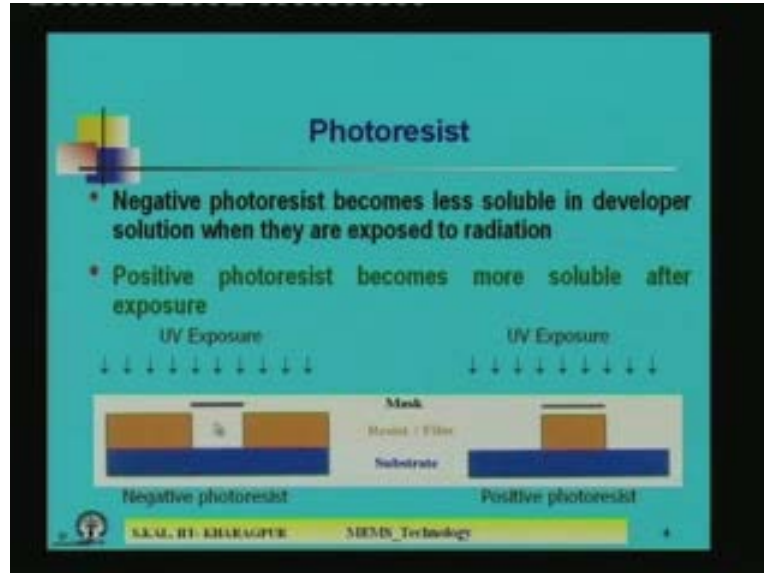 Photoresist
• Negative photoresist becomes less soluble in developer
solution when they are exposed to radiation
• Positive photoresist becomes more soluble after
exposure
UV Exposure UV Exposure
Mask
Resist / Film
Substrate
Negative photoresist Positive photoresist
S.KAL, IIT- KHARAGPUR MEMS_Technology 4